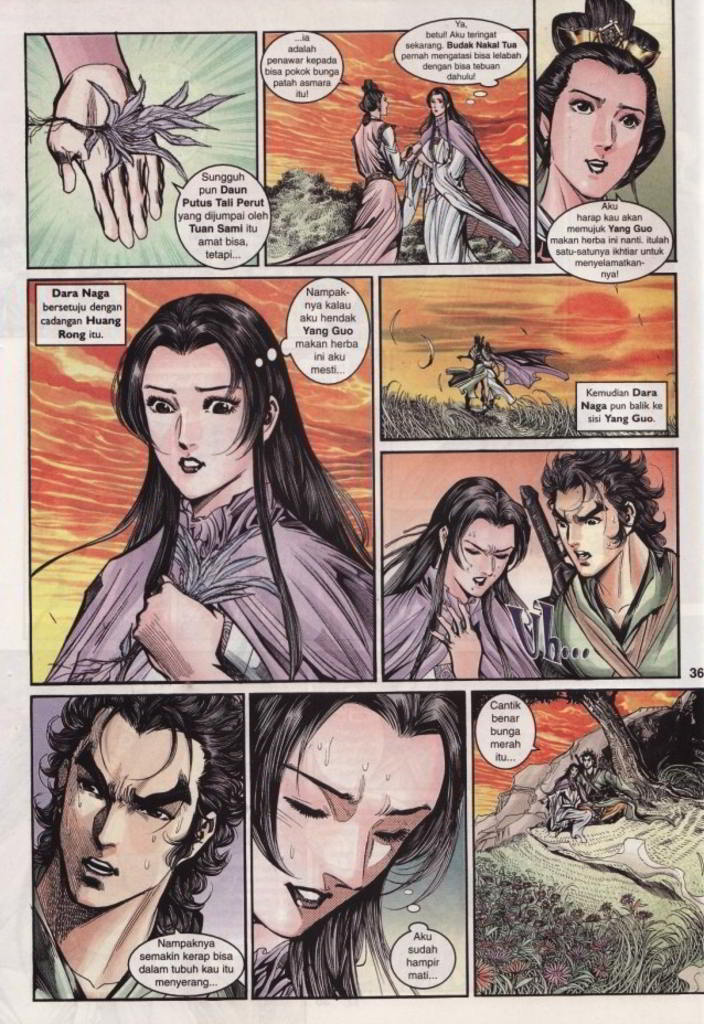 Sungguh
pun Daun
Putus Tali Perut
yang dijumpai oleh
Tuan Sami itu
amat bisa,
tetapi...
...ia
adalah
penawar kepada
bisa pokok bunga
patah asmara
itu!
Ya,
betul! Aku teringat
sekarang. Budak Nakal Tua
pernah mengatasi bisa lelabah
dengan bisa tebuan
dahulu!
Aku
harap kau akan
memujuk Yang Guo
makan herba ini nanti. itulah
satu-satunya ikhtiar untuk
menyelamatkan-
nya!
Dara Naga
bersetuju dengan
cadangan Huang
Rong itu.
Nampak-
nya kalau
aku hendak
Yang Guo
makan herba
ini aku
mesti...
Kemudian Dara
Naga pun balik ke
sisi Yang Guo.
Uh...
36
Nampaknya
semakin kerap bisa
dalam tubuh kau itu
menyerang...
Aku
sudah
hampir
mati...
Cantik
benar
bunga
merah
itu...